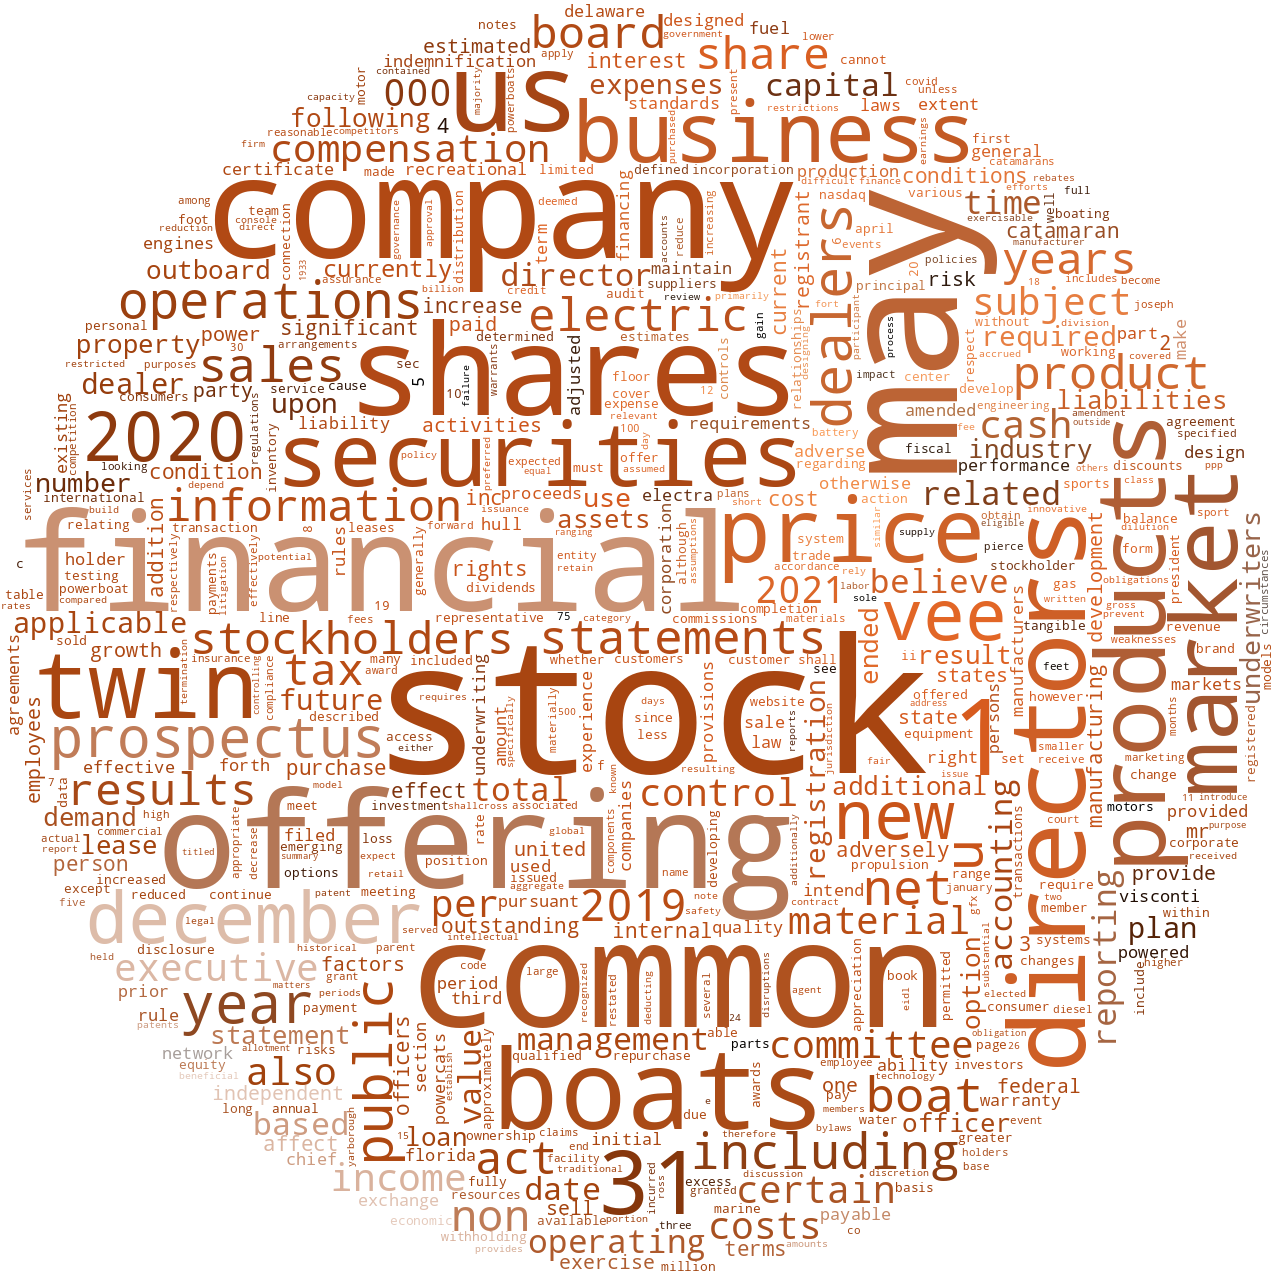 delaware
designed
notes
board
government
fuel
lower
estimated
apply
share
cannot
indemnification
interest
contained
us
expenses
capital
covid
unless
motor
majority
powerboats
present
capacity
000
standards
restrictions
laws
extent
following
4
business
purchased
earnings
reasonable
competitors
first
firm
compensation
general
catamarans
certificate
made
recreational
limited
defined
incorporation
production
conditions
rebates
difficult
finance
efforts
full
among
company
financing
may
various
time
well
foot
team
console
direct
reduction
connection
governance
approval
distribution
deemed
term
accounts
reduce
increasing
dealers
nasdaq
registrant
april
exercisable
boating
catamaran
engines
6
events
manufacturer
outboard
1933
currently
director
maintain
current
policies
years
operations
assurance
billion
credit
audit
suppliers
review
primarily
principal
20
risk
18
includes
become
increase
electric
fort
subject
joseph
personal
power
significant
paid
determined
estimates
controls
gain
relationships
designing
participant
process
without
division
property
30
arrangements
shares
required
part
2
make
restricted
purposes
sales
sec
adjusted
floor
impact
center
respect
accrued
working
covered
dealer
consumers
party
service
cause
5
10
failure
warrants
cover
12
develop
product
expense
relevant
amended
engineering
liabilities
2020
upon
liability
activities
100
requirements
battery
fee
cash
amendment
outside
agreement
existing
competition
regulations
securities
day
adverse
fiscal
industry
specified
looking
condition
inventory
policy
preferred
expected
equal
must
offer
assumed
regarding
performance
others
discounts
design
services
number
depend
information
inc
proceeds
use
electra
plans
short
cost
otherwise
related
sports
class
ppp
international
build
issuance
action
obtain
innovative
products
market
relating
transaction
8
leases
forward
hull
assets
price
supply
eligible
balance
sport
addition
respectively
effectively
rules
generally
ranging
although
assumptions
system
similar
pierce
dilution
c
holder
financial
potential
entity
corporation
trade
accordance
stockholder
form
underwriters
testing
payments
litigation
rights
retain
rely
directors
development
president
circumstances
table
powerboat
dividends
2021
believe
labor
gas
obligations
rates
compared
19
completion
sole
written
gross
applicable
line
fees
representative
75
category
commissions
materials
vee
prevent
tangible
weaknesses
revenue
sold
stockholders
statements
ended
manufacturers
growth
termination
insurance
many
included
whether
customers
customer
shall
see
ii
result
feet
brand
agreements
twin
controlling
compliance
tax
award
underwriting
stock
provisions
states
markets
models
future
requires
materially
experience
days
website
registration
offered
address
persons
however
registered
described
access
since
sale
reports
jurisdiction
state
1
manufacturing
months
employees
prospectus
either
amount
specifically
500
less
law
equipment
smaller
marketing
effective
forth
purchase
f
known
resulting
fair
right
set
receive
issue
change
data
results
model
effect
total
control
additional
motors
11
introduce
high
meet
investment
shallcross
associated
accounting
court
provided
purpose
demand
appropriate
decrease
filed
loss
rate
global
components
companies
developing
new
adversely
transactions
mr
actual
commercial
emerging
united
propulsion
corporate
report
lease
titled
summary
expect
position
used
name
additionally
u
range
received
person
options
retail
issued
aggregate
january
require
provide
increased
offering
patent
meeting
note
contract
intend
net
gfx
two
except
reduced
continue
per
pursuant
2019
safety
member
reporting
visconti
five
december
legal
served
outstanding
internal
quality
material
substantial
3
systems
within
plan
disclosure
intellectual
changes
powered
held
historical
parent
common
code
large
recognized
restated
deducting
several
disruptions
agent
appreciation
book
permitted
option
higher
executive
factors
period
eidl
elected
consumer
diesel
include
prior
grant
third
matters
periods
year
public
24
obligation
rule
payment
patents
statement
management
able
parts
committee
page
26
network
allotment
risks
officers
section
approximately
value
qualified
repurchase
employee
ability
investors
equity
also
powercats
establish
boats
technology
beneficial
awards
one
federal
independent
pay
boat
warranty
long
annual
e
due
members
water
officer
event
based
yarborough
15
loan
ownership
claims
initial
therefore
bylaws
greater
affect
florida
act
end
including
holders
chief
facility
traditional
discussion
discretion
base
income
fully
31
incurred
ross
excess
granted
certain
basis
resources
date
exchange
sell
marine
payable
economic
non
available
portion
three
costs
co
withholding
operating
terms
amounts
provides
exercise
million